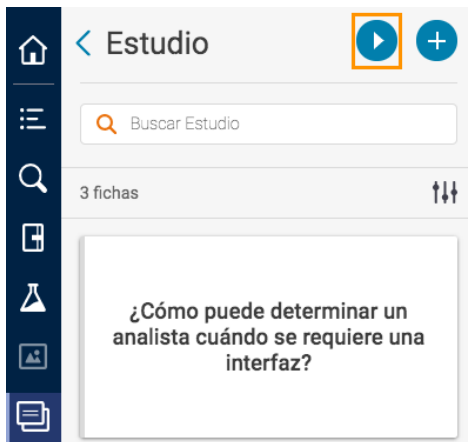 Estudio
Buscar Estudio
3 fichas
¿Cómo puede determinar un
analista cuándo se requiere una
interfaz?